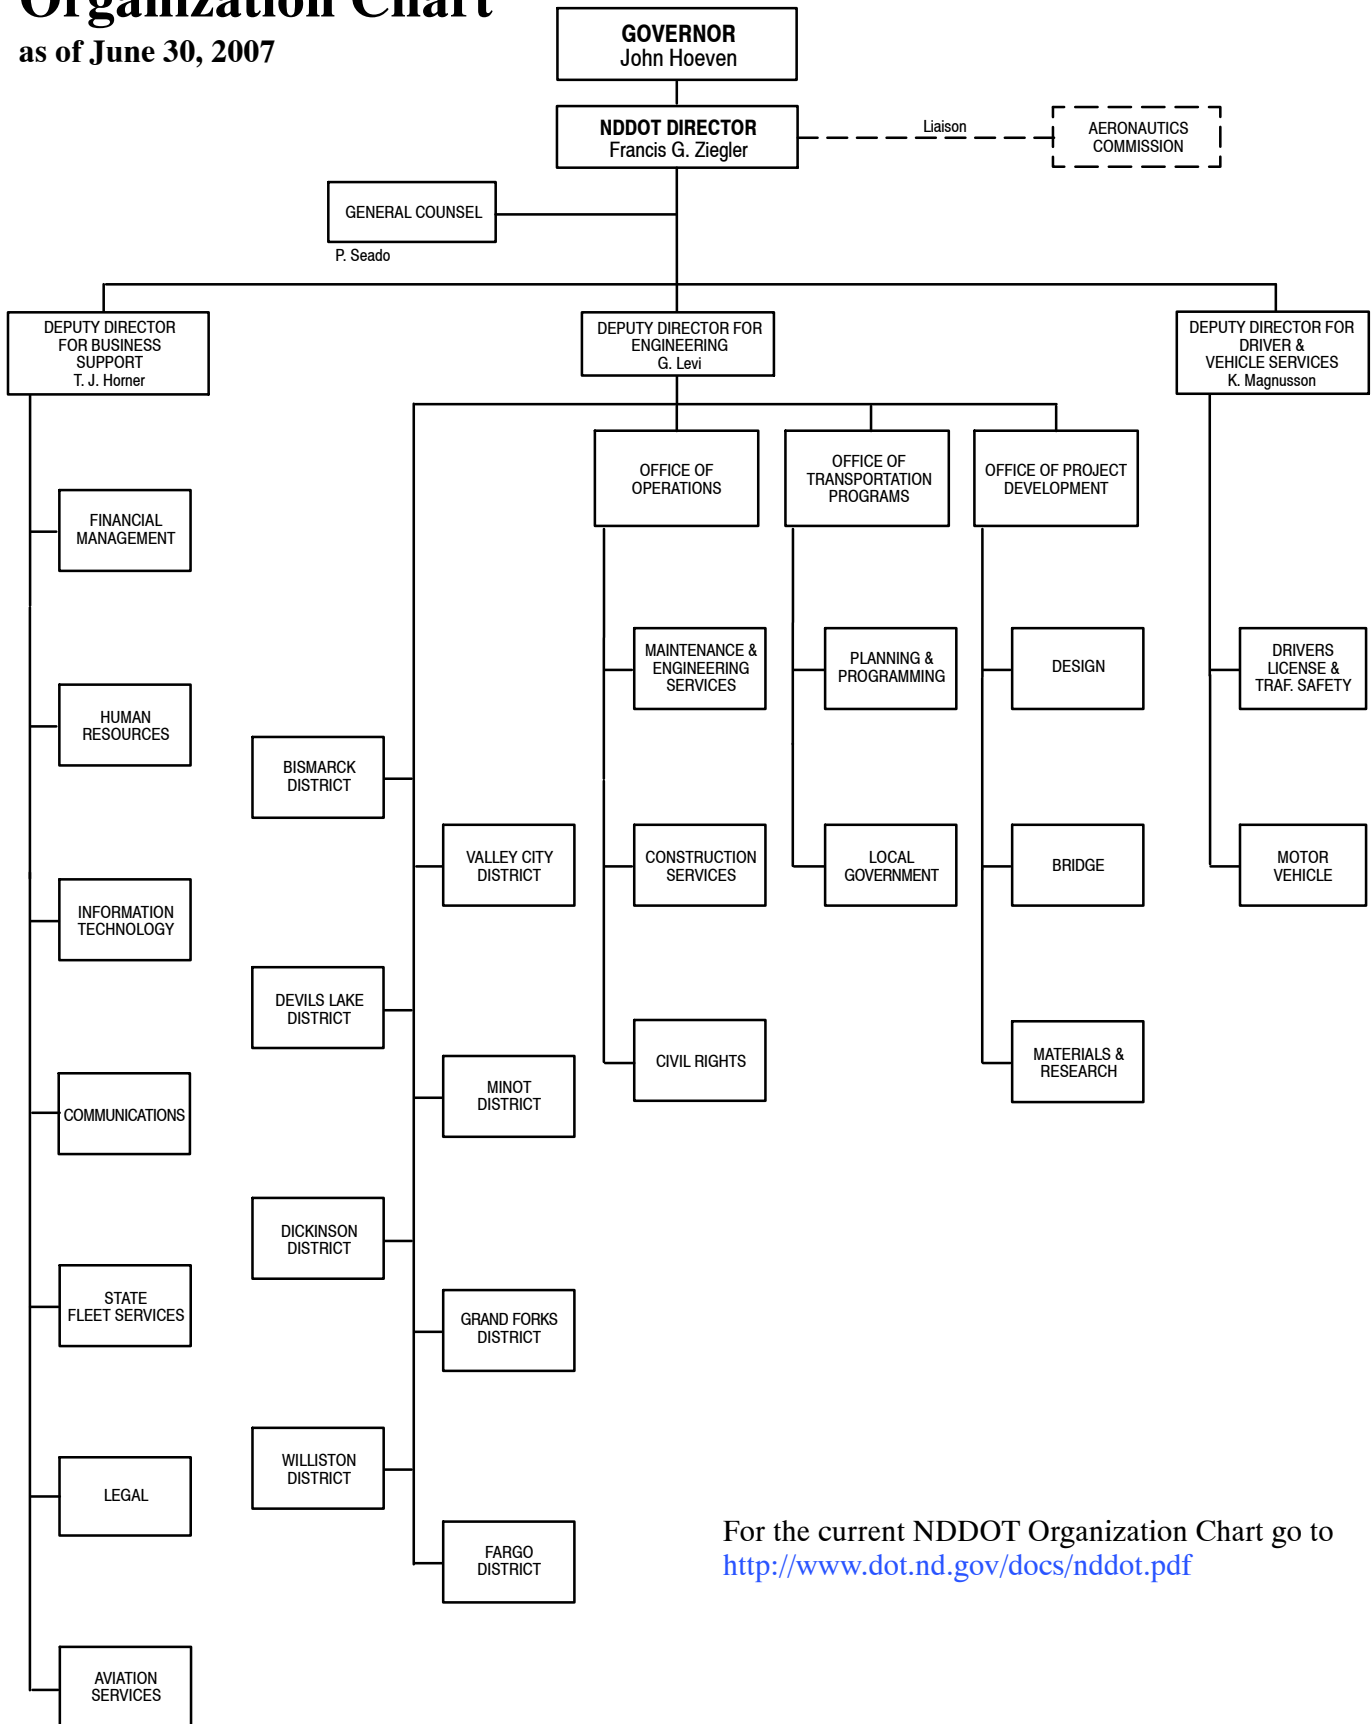 Organization Chart
as of June 30, 2007
GOVERNOR
John Hoeven
NDDOT DIRECTOR
Francis G. Ziegler
Liaison
AERONAUTICS
COMMISSION
GENERAL COUNSEL
P. Seado
DEPUTY DIRECTOR
FOR BUSINESS
SUPPORT
T. J. Horner
DEPUTY DIRECTOR FOR
ENGINEERING
G. Levi
DEPUTY DIRECTOR FOR
DRIVER &
VEHICLE SERVICES
K. Magnusson
FINANCIAL
MANAGEMENT
HUMAN
RESOURCES
INFORMATION
TECHNOLOGY
COMMUNICATIONS
STATE
FLEET SERVICES
LEGAL
AVIATION
SERVICES
BISMARCK
DISTRICT
VALLEY CITY
DISTRICT
DEVILS LAKE
DISTRICT
MINOT
DISTRICT
DICKINSON
DISTRICT
GRAND FORKS
DISTRICT
WILLISTON
DISTRICT
FARGO
DISTRICT
OFFICE OF
OPERATIONS
MAINTENANCE &
ENGINEERING
SERVICES
CONSTRUCTION
SERVICES
CIVIL RIGHTS
OFFICE OF
TRANSPORTATION
PROGRAMS
PLANNING &
PROGRAMMING
LOCAL
GOVERNMENT
OFFICE OF PROJECT
DEVELOPMENT
DESIGN
BRIDGE
MATERIALS &
RESEARCH
DRIVERS
LICENSE &
TRAF. SAFETY
MOTOR
VEHICLE
For the current NDDOT Organization Chart go to
http://www.dot.nd.gov/docs/nddot.pdf